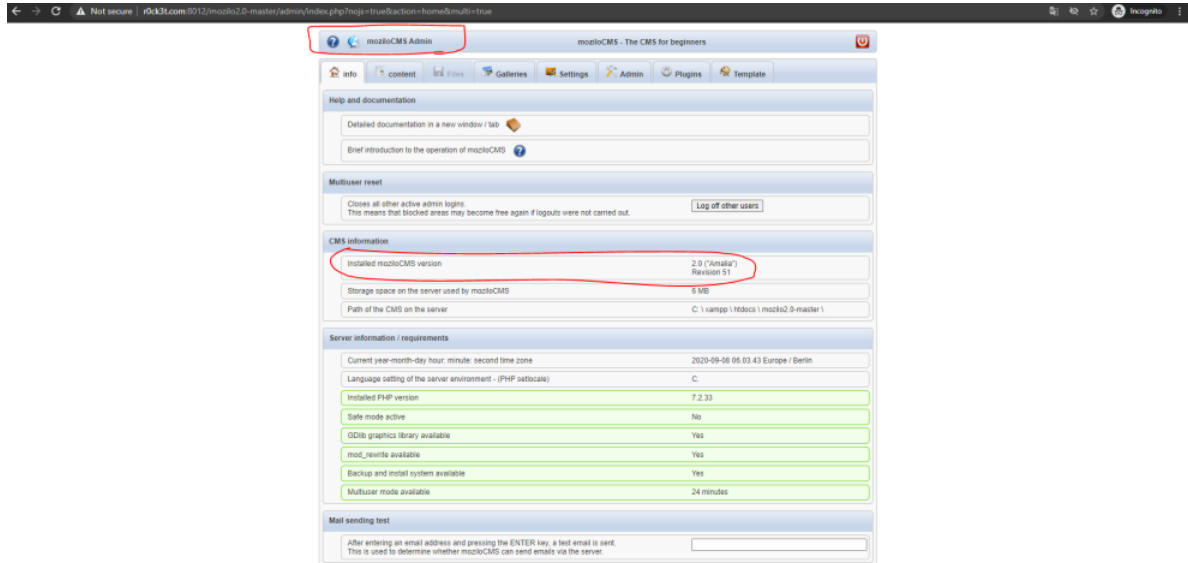 Not secure | r0ck3t.com:8012/mozilo2.0-master/admin/index.php?nojs=true&action=home&multi=true
Incognito
moziloCMS Admin
moziloCMS - The CMS for beginners
info
content
Files
Galleries
Settings
Admin
Plugins
Template
Help and documentation
Detailed documentation in a new window / tab
Brief introduction to the operation of moziloCMS
Multiuser reset
Closes all other active admin logins.
This means that blocked areas may become free again if logouts were not carried out.
Log off other users
CMS information
Installed moziloCMS version
2.0 ("Amalia")
Revision 51
Storage space on the server used by moziloCMS
6 MB
Path of the CMS on the server
C: \ xampp \ htdocs \ mozilo2.0-master \
Server information / requirements
Current year-month-day hour: minute: second time zone
2020-09-08 06.03.43 Europe / Berlin
Language setting of the server environment - (PHP setlocale)
C.
Installed PHP version
7.2.33
Safe mode active
No
GDlib graphics library available
Yes
mod_rewrite available
Yes
Backup and install system available
Yes
Multiuser mode available
24 minutes
Mail sending test
After entering an email address and pressing the ENTER key, a test email is sent.
This is used to determine whether moziloCMS can send emails via the server.